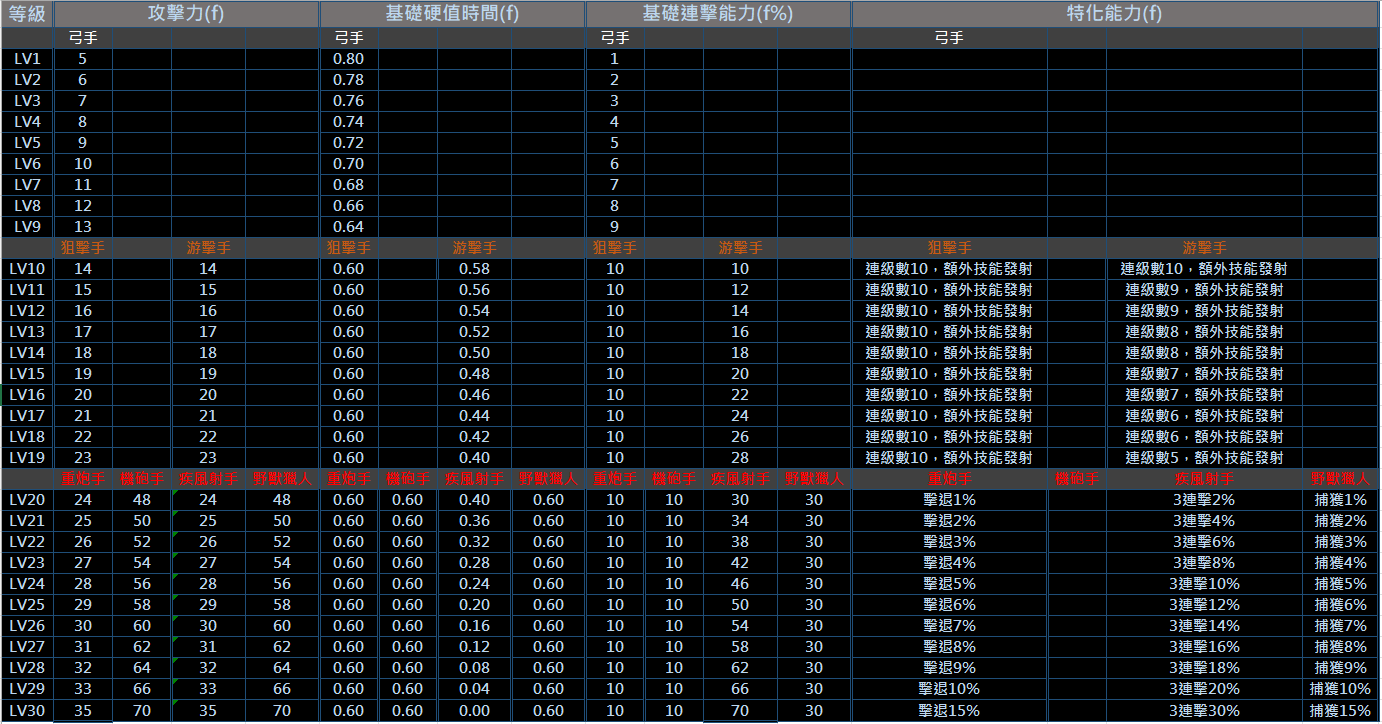 等級 攻擊力(f) 基礎硬值時間(f) 基礎連擊能力(f%) 特化能力(f)
弓手 弓手 弓手 弓手
LV1 5 0.80 1
LV2 6 0.78 2
LV3 7 0.76 3
LV4 8 0.74 4
LV5 9 0.72 5
LV6 10 0.70 6
LV7 11 0.68 7
LV8 12 0.66 8
LV9 13 0.64 9
狙擊手 游擊手 狙擊手 游擊手 狙擊手 游擊手 狙擊手 游擊手
LV10 14 14 0.60 0.58 10 10 連級數10，額外技能發射 連級數10，額外技能發射
LV11 15 15 0.60 0.56 10 12 連級數10，額外技能發射 連級數9，額外技能發射
LV12 16 16 0.60 0.54 10 14 連級數10，額外技能發射 連級數9，額外技能發射
LV13 17 17 0.60 0.52 10 16 連級數10，額外技能發射 連級數8，額外技能發射
LV14 18 18 0.60 0.50 10 18 連級數10，額外技能發射 連級數8，額外技能發射
LV15 19 19 0.60 0.48 10 20 連級數10，額外技能發射 連級數7，額外技能發射
LV16 20 20 0.60 0.46 10 22 連級數10，額外技能發射 連級數7，額外技能發射
LV17 21 21 0.60 0.44 10 24 連級數10，額外技能發射 連級數6，額外技能發射
LV18 22 22 0.60 0.42 10 26 連級數10，額外技能發射 連級數6，額外技能發射
LV19 23 23 0.60 0.40 10 28 連級數10，額外技能發射 連級數5，額外技能發射
重炮手 機砲手 疾風射手 野獸獵人 重炮手 機砲手 疾風射手 野獸獵人 重炮手 機砲手 疾風射手 野獸獵人 重炮手 機砲手 疾風射手 野獸獵人
LV20 24 48 24 48 0.60 0.60 0.40 0.60 10 10 30 30 擊退1% 3連擊2% 捕獲1%
LV21 25 50 25 50 0.60 0.60 0.36 0.60 10 10 34 30 擊退2% 3連擊4% 捕獲2%
LV22 26 52 26 52 0.60 0.60 0.32 0.60 10 10 38 30 擊退3% 3連擊6% 捕獲3%
LV23 27 54 27 54 0.60 0.60 0.28 0.60 10 10 42 30 擊退4% 3連擊8% 捕獲4%
LV24 28 56 28 56 0.60 0.60 0.24 0.60 10 10 46 30 擊退5% 3連擊10% 捕獲5%
LV25 29 58 29 58 0.60 0.60 0.20 0.60 10 10 50 30 擊退6% 3連擊12% 捕獲6%
LV26 30 60 30 60 0.60 0.60 0.16 0.60 10 10 54 30 擊退7% 3連擊14% 捕獲7%
LV27 31 62 31 62 0.60 0.60 0.12 0.60 10 10 58 30 擊退8% 3連擊16% 捕獲8%
LV28 32 64 32 64 0.60 0.60 0.08 0.60 10 10 62 30 擊退9% 3連擊18% 捕獲9%
LV29 33 66 33 66 0.60 0.60 0.04 0.60 10 10 66 30 擊退10% 3連擊20% 捕獲10%
LV30 35 70 35 70 0.60 0.60 0.00 0.60 10 10 70 30 擊退15% 3連擊30% 捕獲15%